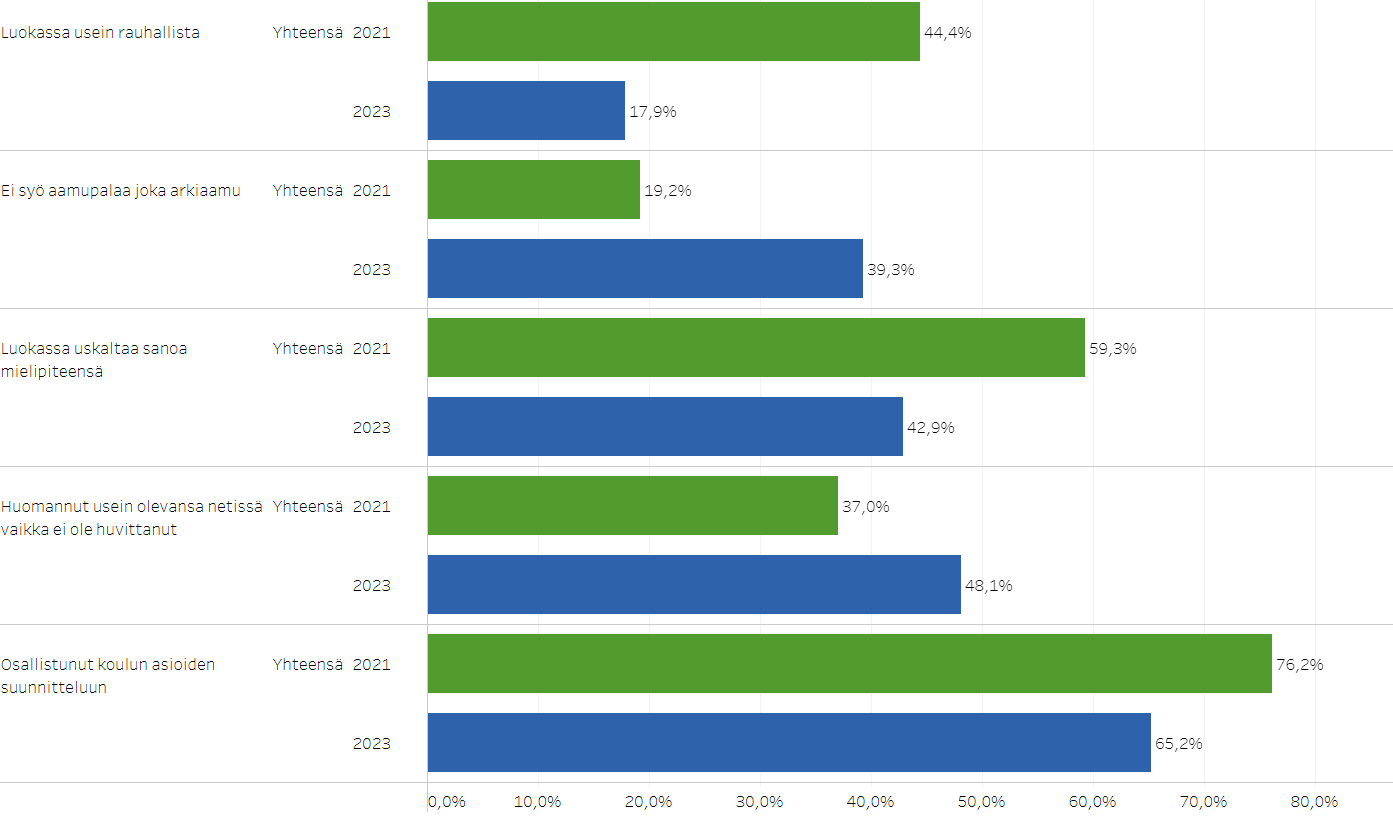 Luokassa usein rauhallista Yhteensä 2021 44,4%
2023 17,9%
Ei syö aamupalaa joka arkiaamu Yhteensä 2021 19,2%
2023 39,3%
Luokassa uskaltaa sanoa Yhteensä 2021 59,3%
mielipiteensä
2023 42,9%
Huomannut usein olevansa netissä Yhteensä 2021 37,0%
vaikka ei ole huvittanut
2023 48,1%
Osallistunut koulun asioiden Yhteensä 2021 76,2%
suunnitteluun
2023 65,2%
0,0% 10,0% 20,0% 30,0% 40,0% 50,0% 60,0% 70,0% 80,0%